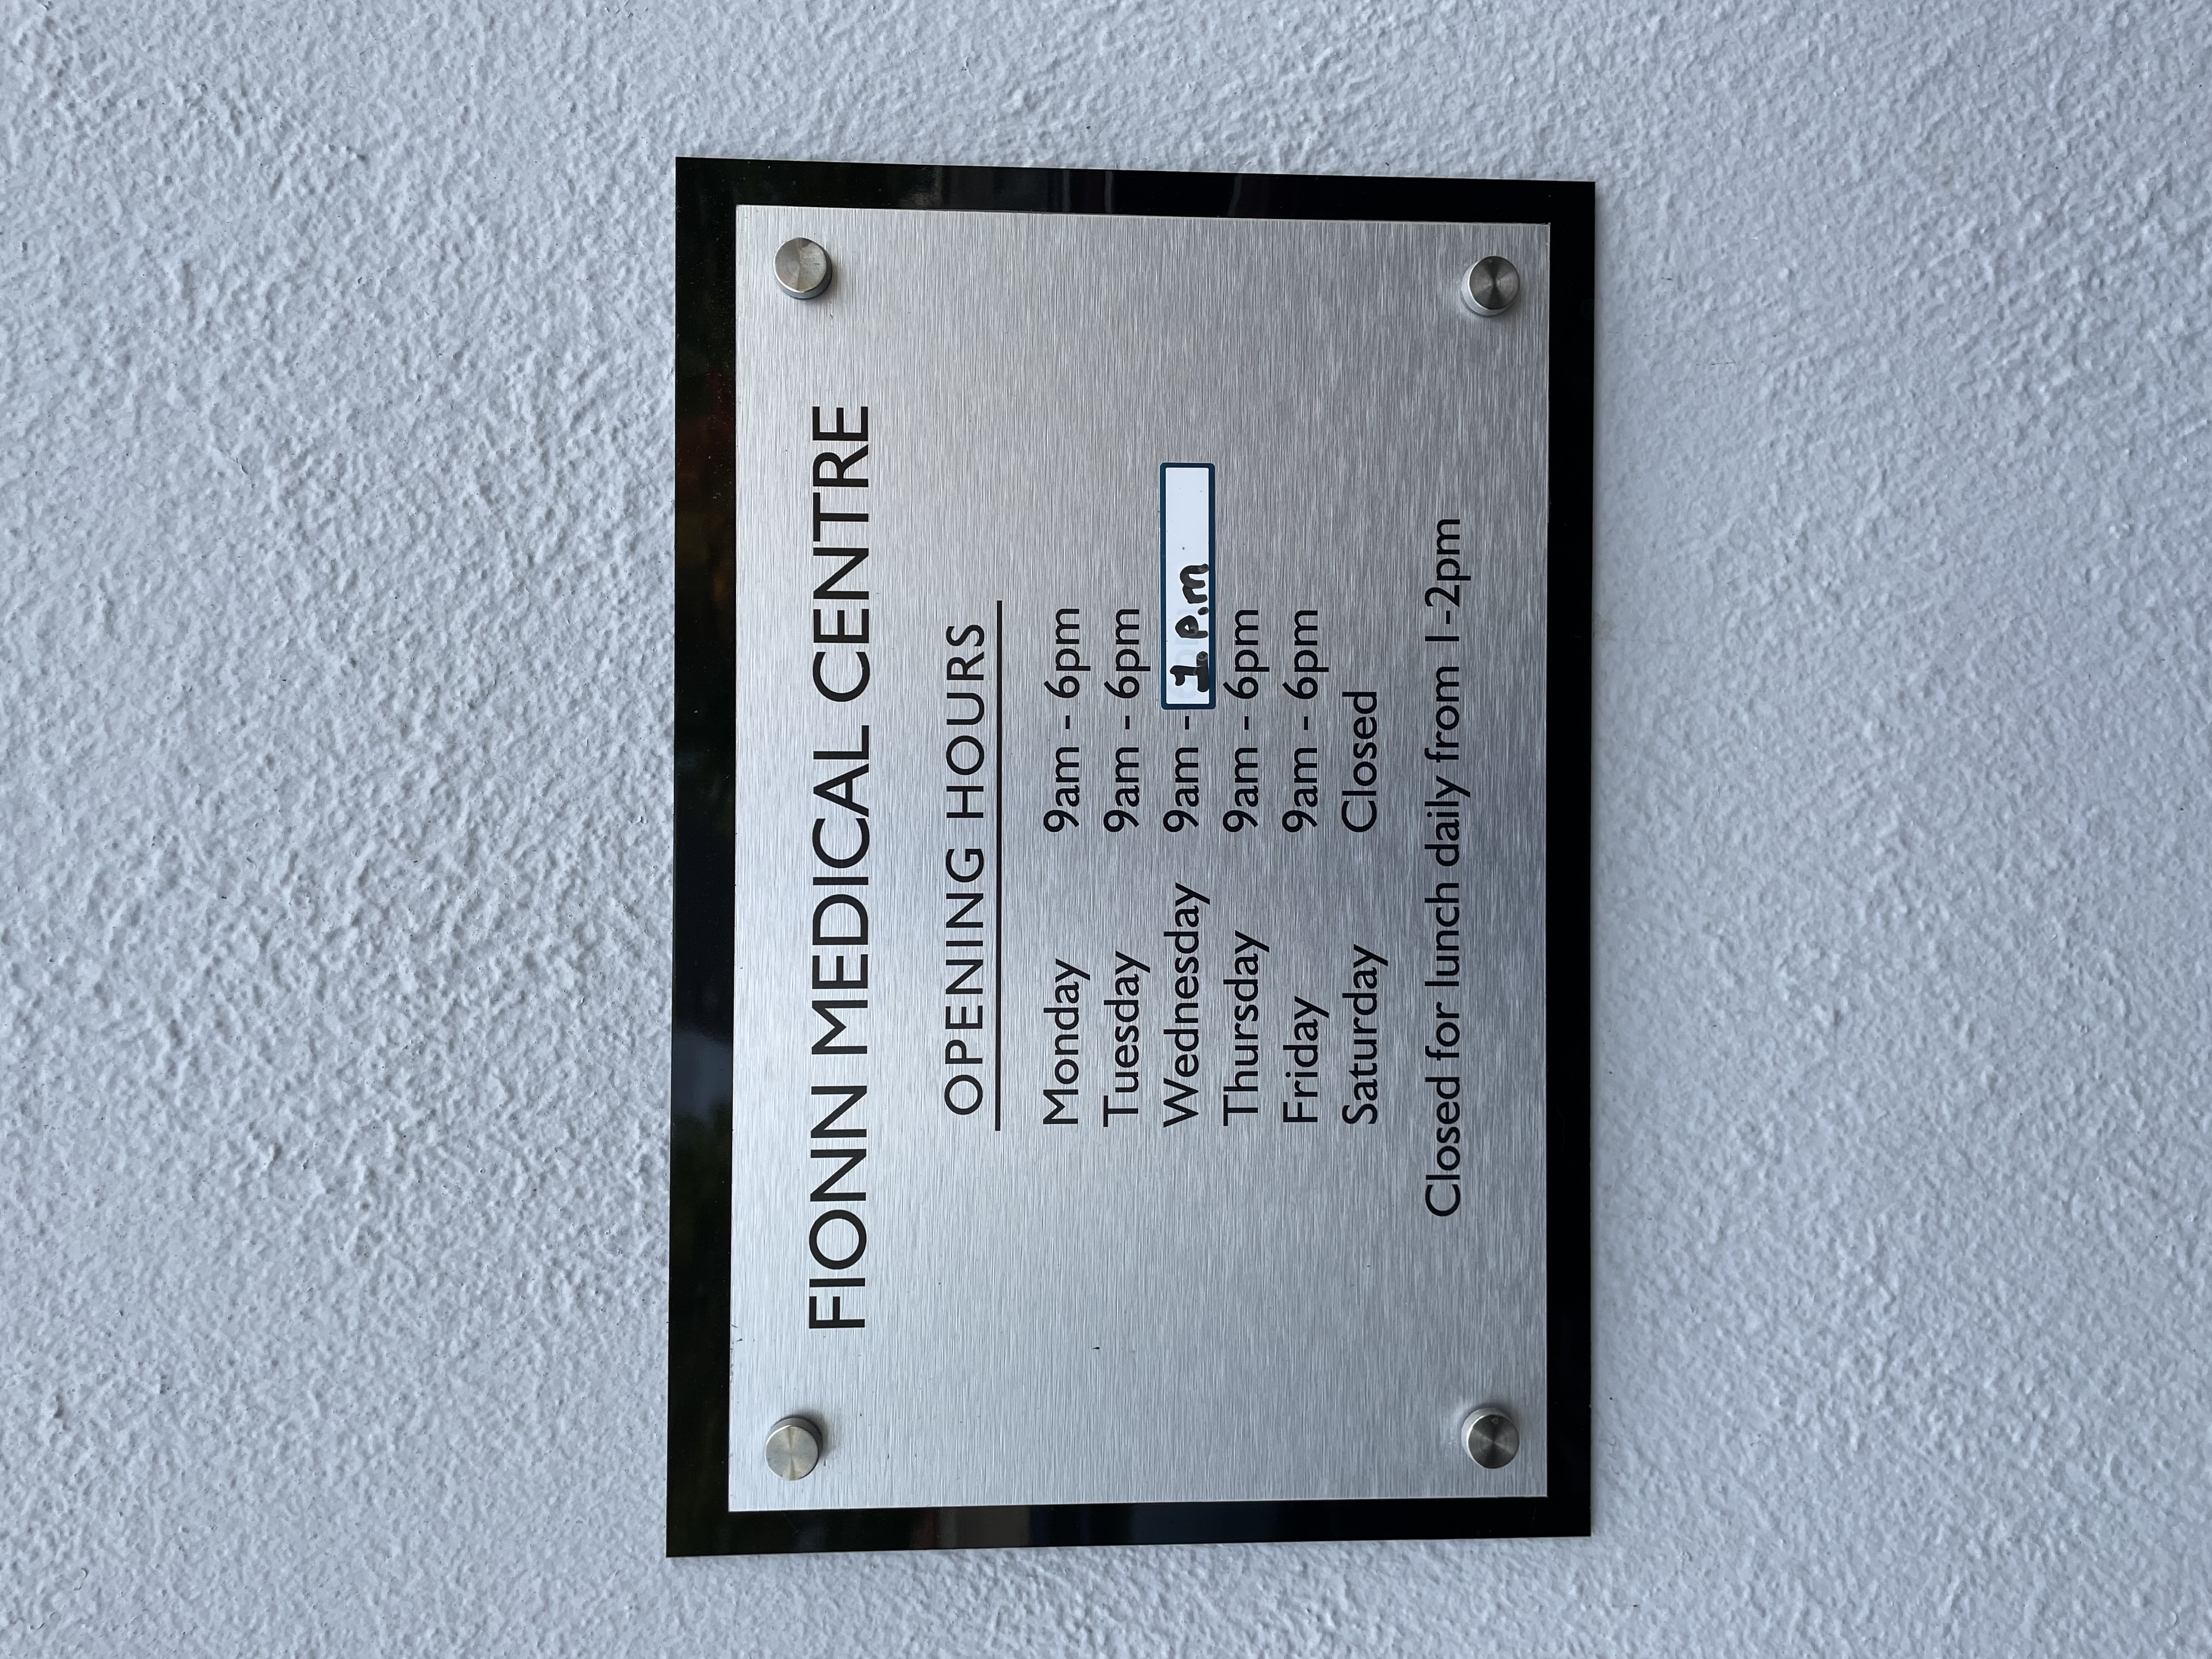 FIONN MEDICAL CENTRE
OPENING HOURS
Monday 9am - 6pm
Tuesday 9am - 6pm
Wednesday 9am - 1 p.m
Thursday 9am - 6pm
Friday 9am - 6pm
Saturday Closed
Closed for lunch daily from 1-2pm